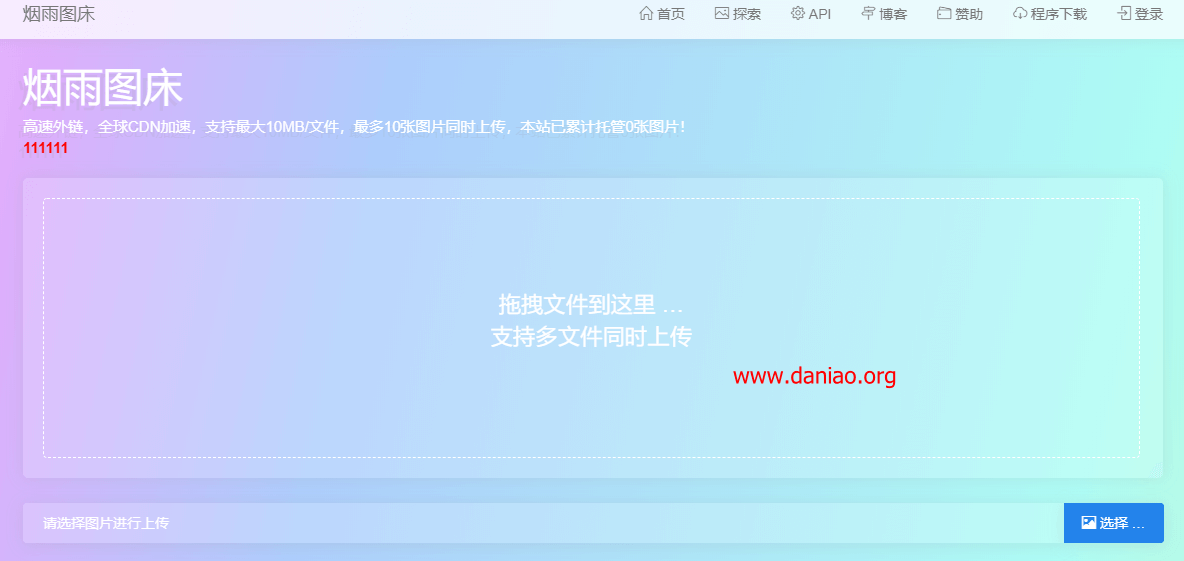 烟雨图床
首页 探索 API 博客 赞助 程序下载 登录
烟雨图床
高速外链，全球CDN加速，支持最大10MB/文件，最多10张图片同时上传，本站已累计托管0张图片！
111111
拖拽文件到这里 …
支持多文件同时上传
www.daniao.org
请选择图片进行上传
选择 …